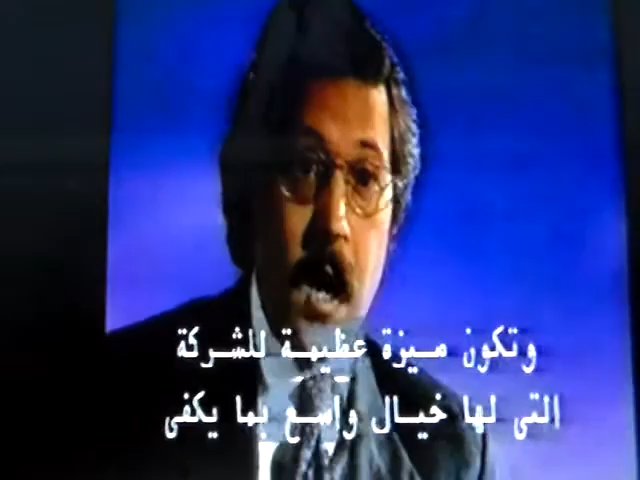 وتكون ميزة عظيمة للشركة
التى لها خيال واسع بما يكفى